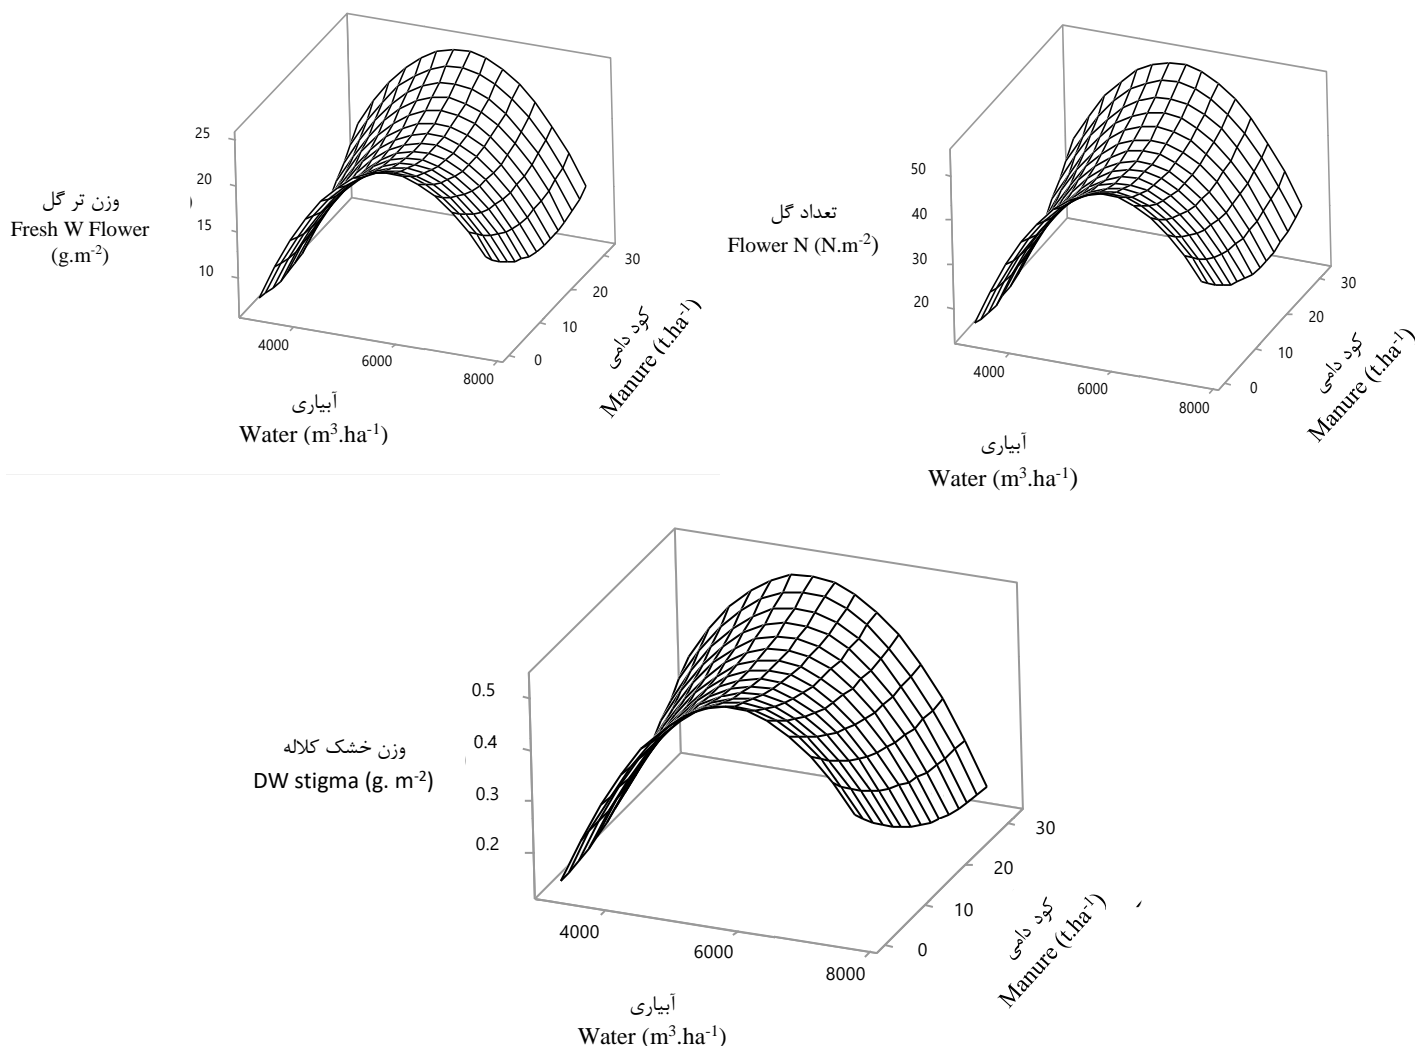 وزن تر گل
Fresh W Flower
(g.m-2)
25
20
15
10
4000
6000
8000
0
10
20
30
آبیاری
Water (m3.ha-1)
کود دامی
Manure (t.ha-1)
تعداد گل
Flower N (N.m-2)
50
40
30
20
4000
6000
8000
0
10
20
30
آبیاری
Water (m3.ha-1)
کود دامی
Manure (t.ha-1)
وزن خشک کلاله
DW stigma (g. m-2)
0.5
0.4
0.3
0.2
4000
6000
8000
0
10
20
30
آبیاری
Water (m3.ha-1)
کود دامی
Manure (t.ha-1)